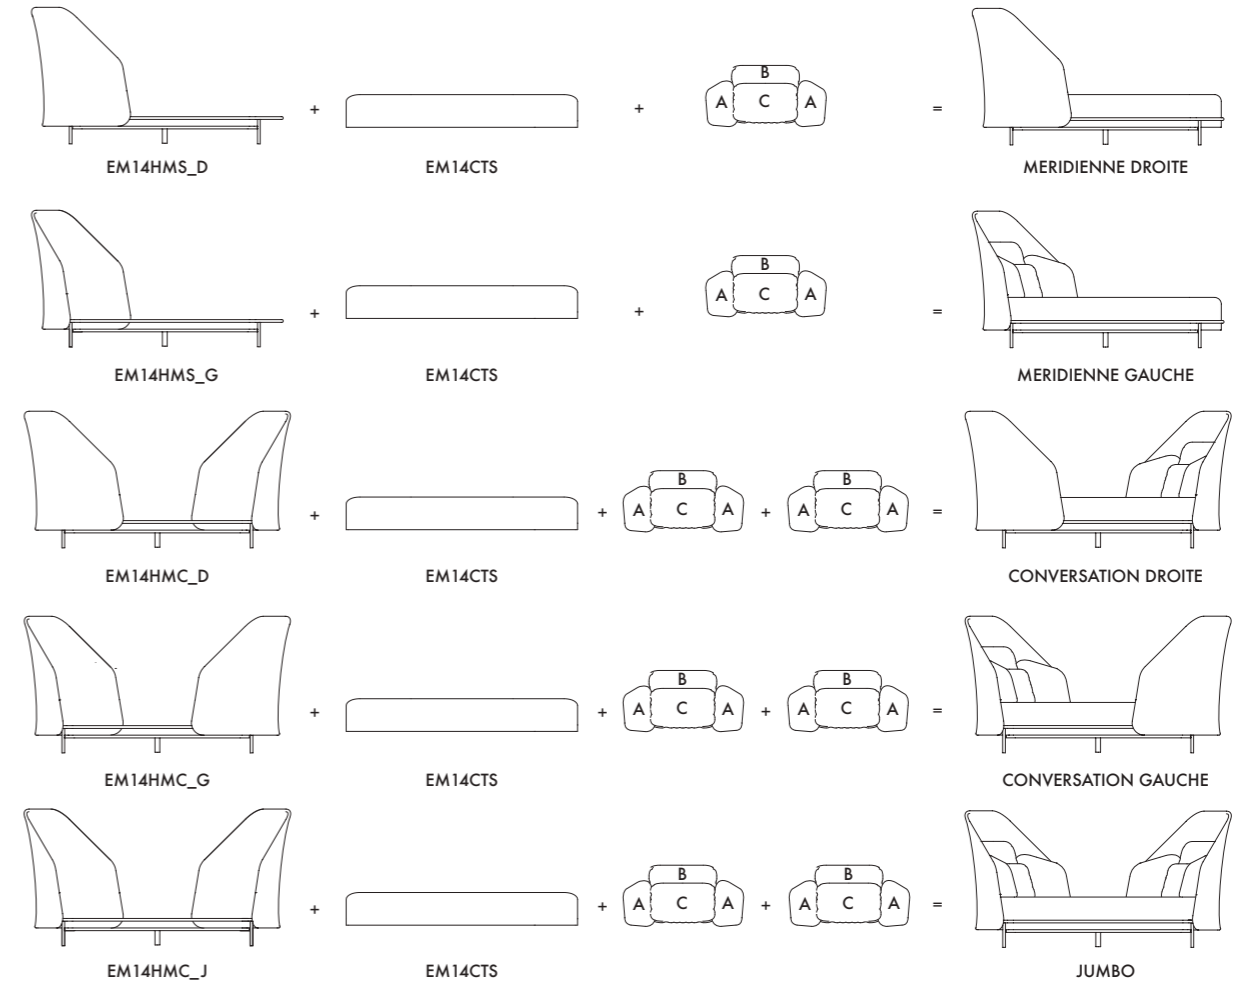 + + B A C A =
EM14HMS_D EM14CTS MERIDIENNE DROITE
+ + B A C A =
EM14HMS_G EM14CTS MERIDIENNE GAUCHE
+ + B A C A + B A C A =
EM14HMC_D EM14CTS CONVERSATION DROITE
+ + B A C A + B A C A =
EM14HMC_G EM14CTS CONVERSATION GAUCHE
+ + B A C A + B A C A =
EM14HMC_J EM14CTS JUMBO